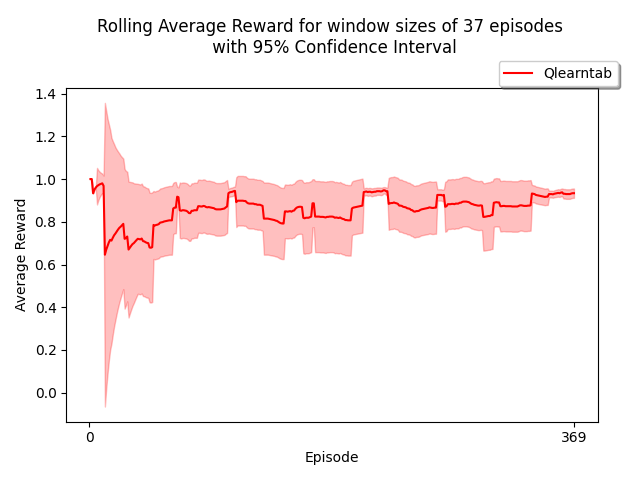 Rolling Average Reward for window sizes of 37 episodes
with 95% Confidence Interval
Qlearntab
1.4
1.2
1.0
0.8
0.6
0.4
0.2
0.0
Average Reward
0
369
Episode